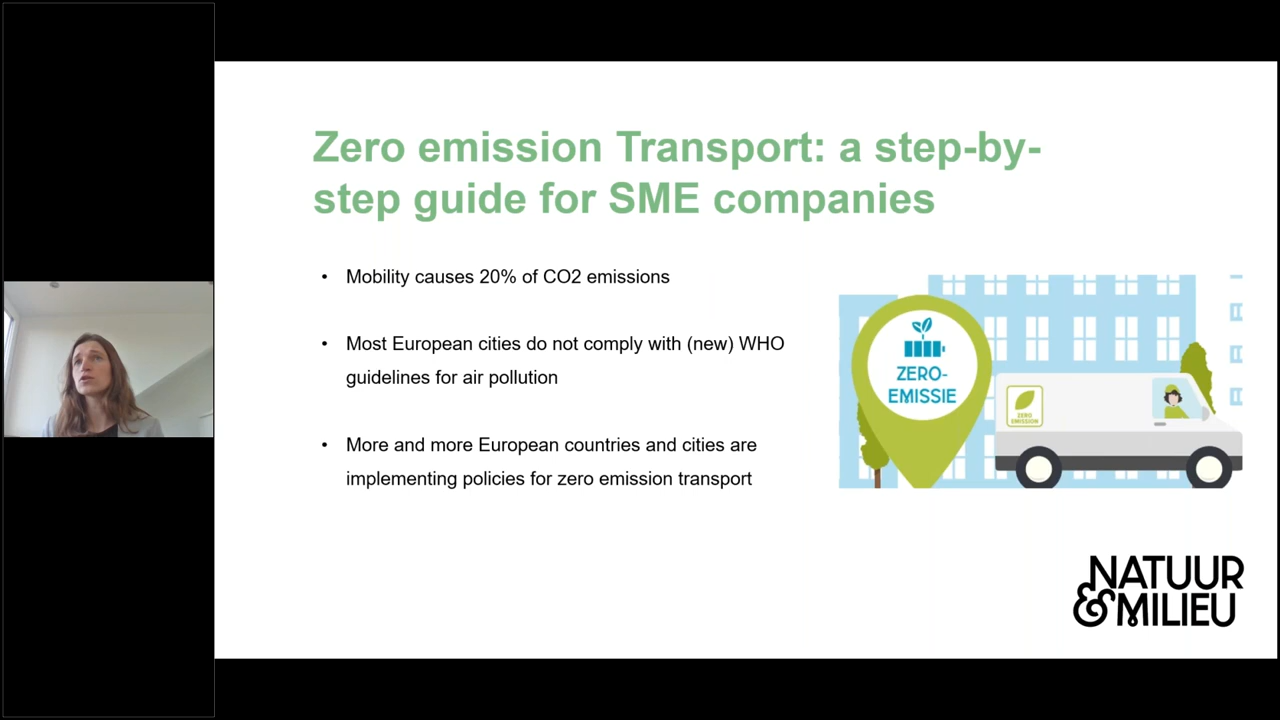 Zero emission Transport: a step-by-
step guide for SME companies
• Mobility causes 20% of CO2 emissions
• Most European cities do not comply with (new) WHO
guidelines for air pollution
• More and more European countries and cities are
implementing policies for zero emission transport
ZERO-
EMISSIE
ZERO
EMISSION
NATUUR
&MILIEU